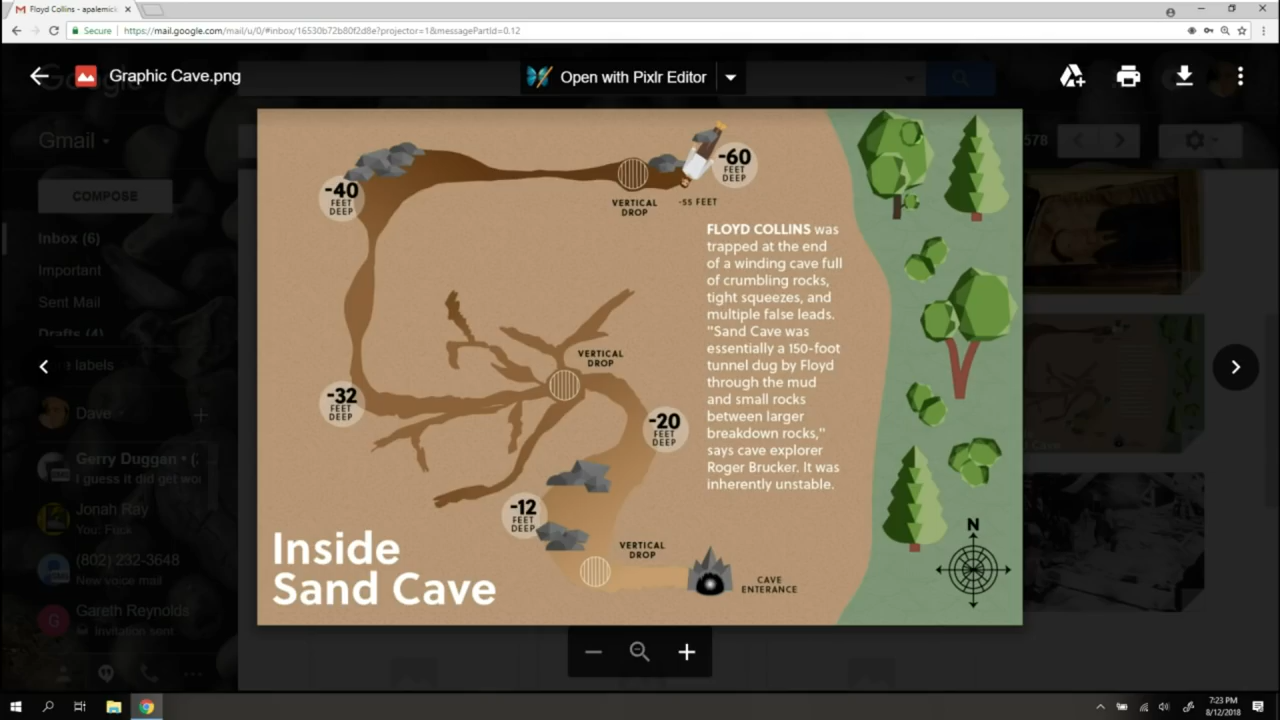 Floyd Collins - apalemick
Secure
https://mail.google.com/mail/u/0/#inbox/16530b72b80f2d8e?projector=1&messagePartId=0.12
Graphic Cave.png
Open with Pixlr Editor
Gmail
578
COMPOSE
Inbox (6)
Important
Sent Mail
Drafts (4)
labels
Dave
Gerry Duggan • (
I guess it did get wo
Jonah Ray
You: Fuck
(802) 232-3648
New voice mail
Gareth Reynolds
Invitation sent
-40
FEET
DEEP
-60
FEET
DEEP
VERTICAL
DROP
-55 FEET
FLOYD COLLINS was
trapped at the end
of a winding cave full
of crumbling rocks,
tight squeezes, and
multiple false leads.
"Sand Cave was
essentially a 150-foot
tunnel dug by Floyd
through the mud
and small rocks
between larger
breakdown rocks,"
says cave explorer
Roger Brucker. It was
inherently unstable.
VERTICAL
DROP
-32
FEET
DEEP
-20
FEET
DEEP
-12
FEET
DEEP
VERTICAL
DROP
CAVE
ENTERANCE
Inside
Sand Cave
N
7:23 PM
8/12/2018